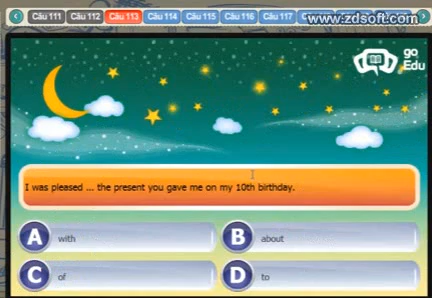 Câu 111 Câu 112 Câu 113 Câu 114 Câu 115 Câu 116 Câu 117
www.zdsoft.com
go
Edu
I was pleased ... the present you gave me on my 10th birthday.
A with
B about
C of
D to